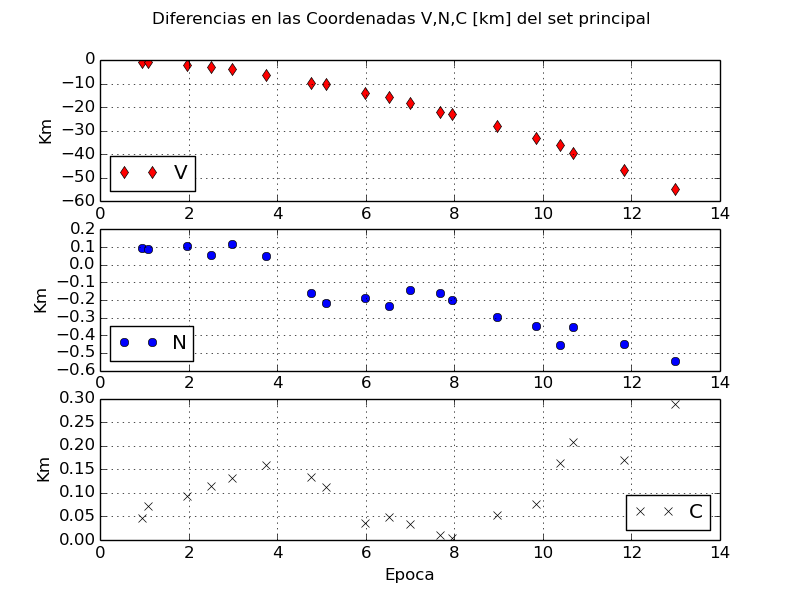 Diferencias en las Coordenadas V,N,C [km] del set principal
0
−10
−20
−30
−40
−50
−60
Km
V
0 2 4 6 8 10 12 14
0.2
0.1
0.0
−0.1
−0.2
−0.3
−0.4
−0.5
−0.6
Km
N
0 2 4 6 8 10 12 14
0.30
0.25
0.20
0.15
0.10
0.05
0.00
Km
C
0 2 4 6 8 10 12 14
Epoca